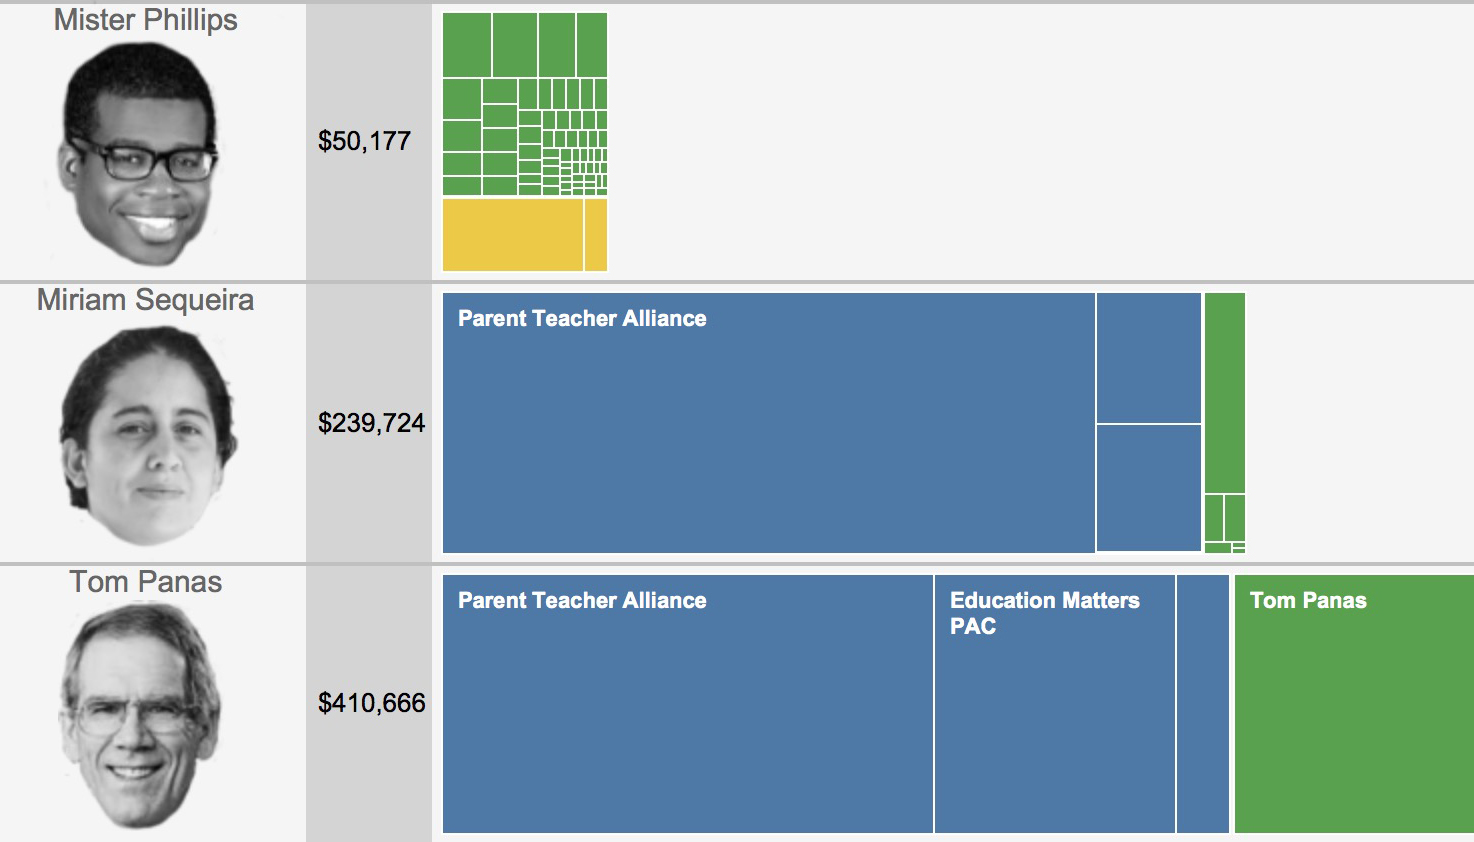 Mister Phillips
$50,177
Miriam Sequeira
$239,724
Parent Teacher Alliance
Tom Panas
$410,666
Parent Teacher Alliance
Education Matters
PAC
Tom Panas